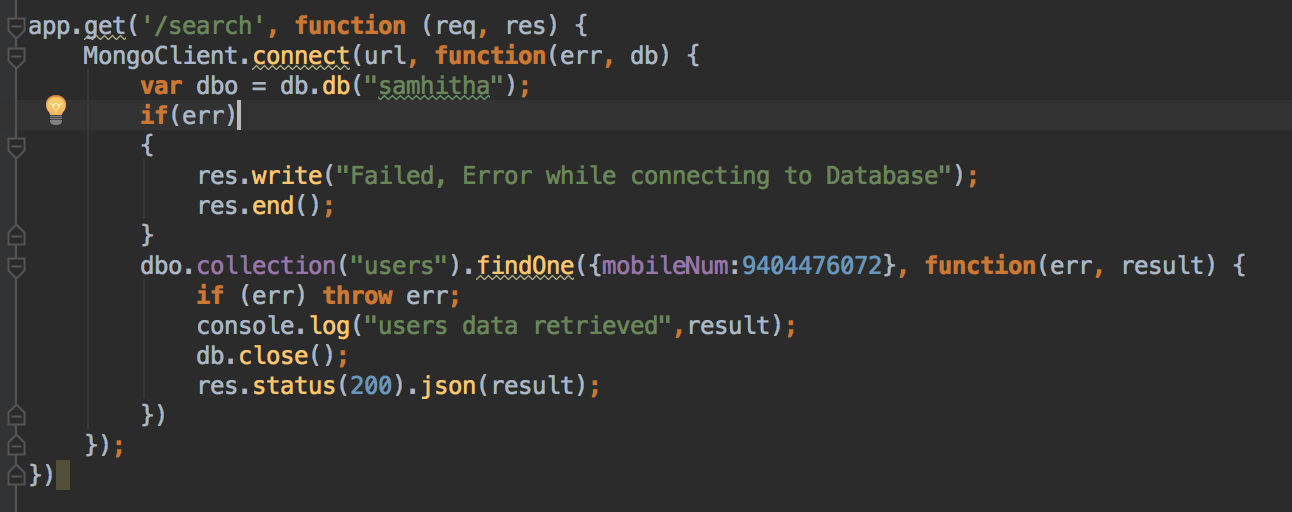 app.get('/search', function (req, res) {
    MongoClient.connect(url, function(err, db) {
        var dbo = db.db("samhitha");
        if(err)
        {
            res.write("Failed, Error while connecting to Database");
            res.end();
        }
        dbo.collection("users").findOne({mobileNum:9404476072}, function(err, result) {
            if (err) throw err;
            console.log("users data retrieved",result);
            db.close();
            res.status(200).json(result);
        })
    });
})